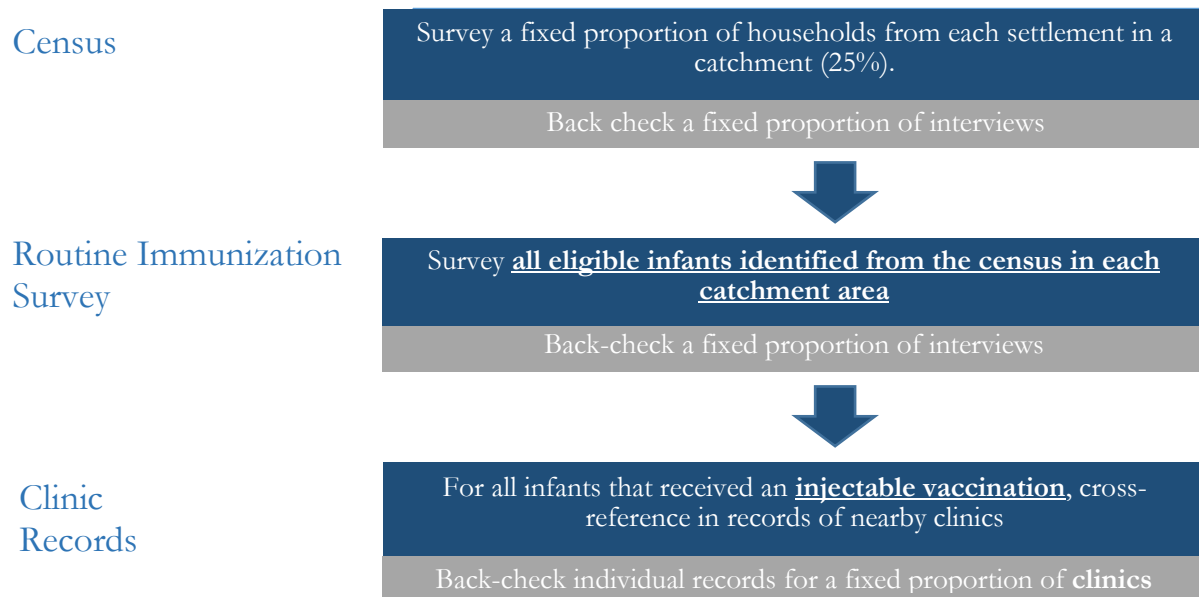 Census
Survey a fixed proportion of households from each settlement in a
catchment (25%).
Back check a fixed proportion of interviews
Routine Immunization
Survey
Survey all eligible infants identified from the census in each
catchment area
Back-check a fixed proportion of interviews
Clinic
Records
For all infants that received an injectable vaccination, cross-
reference in records of nearby clinics
Back-check individual records for a fixed proportion of clinics